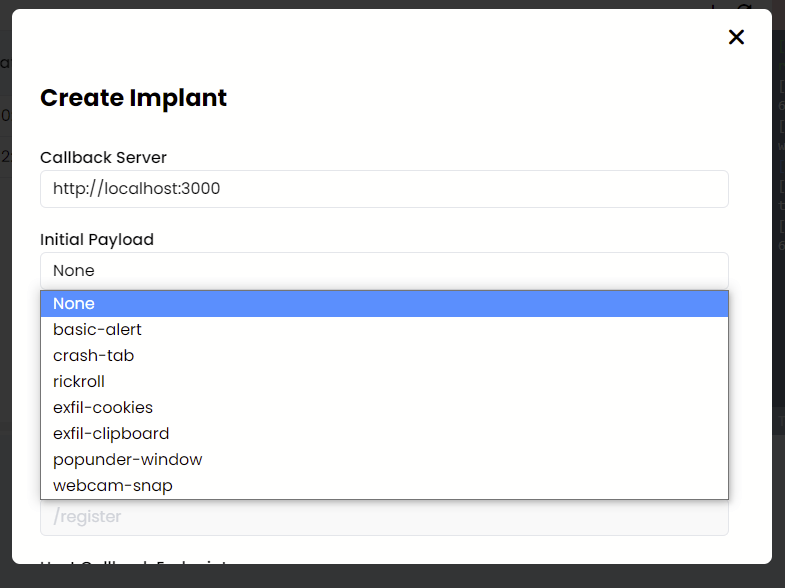 Create Implant
Callback Server
http://localhost:3000
Initial Payload
None
None
basic-alert
crash-tab
rickroll
exfil-cookies
exfil-clipboard
popunder-window
webcam-snap
/register